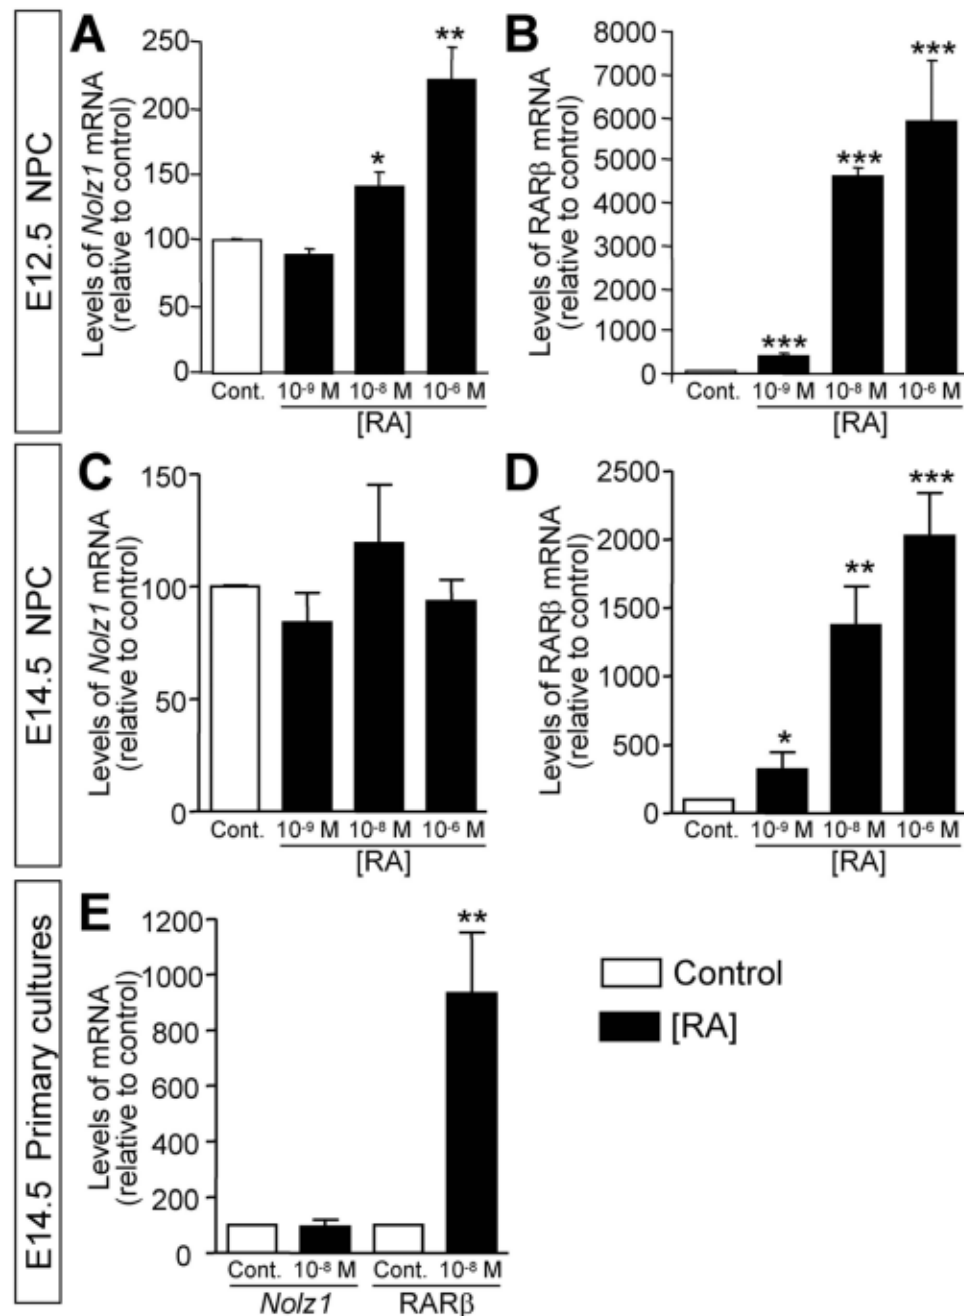 E12.5 NPC
A
Levels of Nolz1 mRNA
(relative to control)
250
200
150
100
50
0
*
**
Cont.
10⁻⁹ M
10⁻⁸ M
10⁻⁶ M
[RA]
B
Levels of RARβ mRNA
(relative to control)
8000
7000
6000
5000
4000
3000
2000
1000
0
***
***
***
Cont.
10⁻⁹ M
10⁻⁸ M
10⁻⁶ M
[RA]
E14.5 NPC
C
Levels of Nolz1 mRNA
(relative to control)
150
100
50
0
Cont.
10⁻⁹ M
10⁻⁸ M
10⁻⁶ M
[RA]
D
Levels of RARβ mRNA
(relative to control)
2500
2000
1500
1000
500
0
*
**
***
Cont.
10⁻⁹ M
10⁻⁸ M
10⁻⁶ M
[RA]
E14.5 Primary cultures
E
Levels of mRNA
(relative to control)
1200
1000
800
600
400
200
0
**
Cont.
10⁻⁸ M
Cont.
10⁻⁸ M
Nolz1
RARβ
Control
[RA]